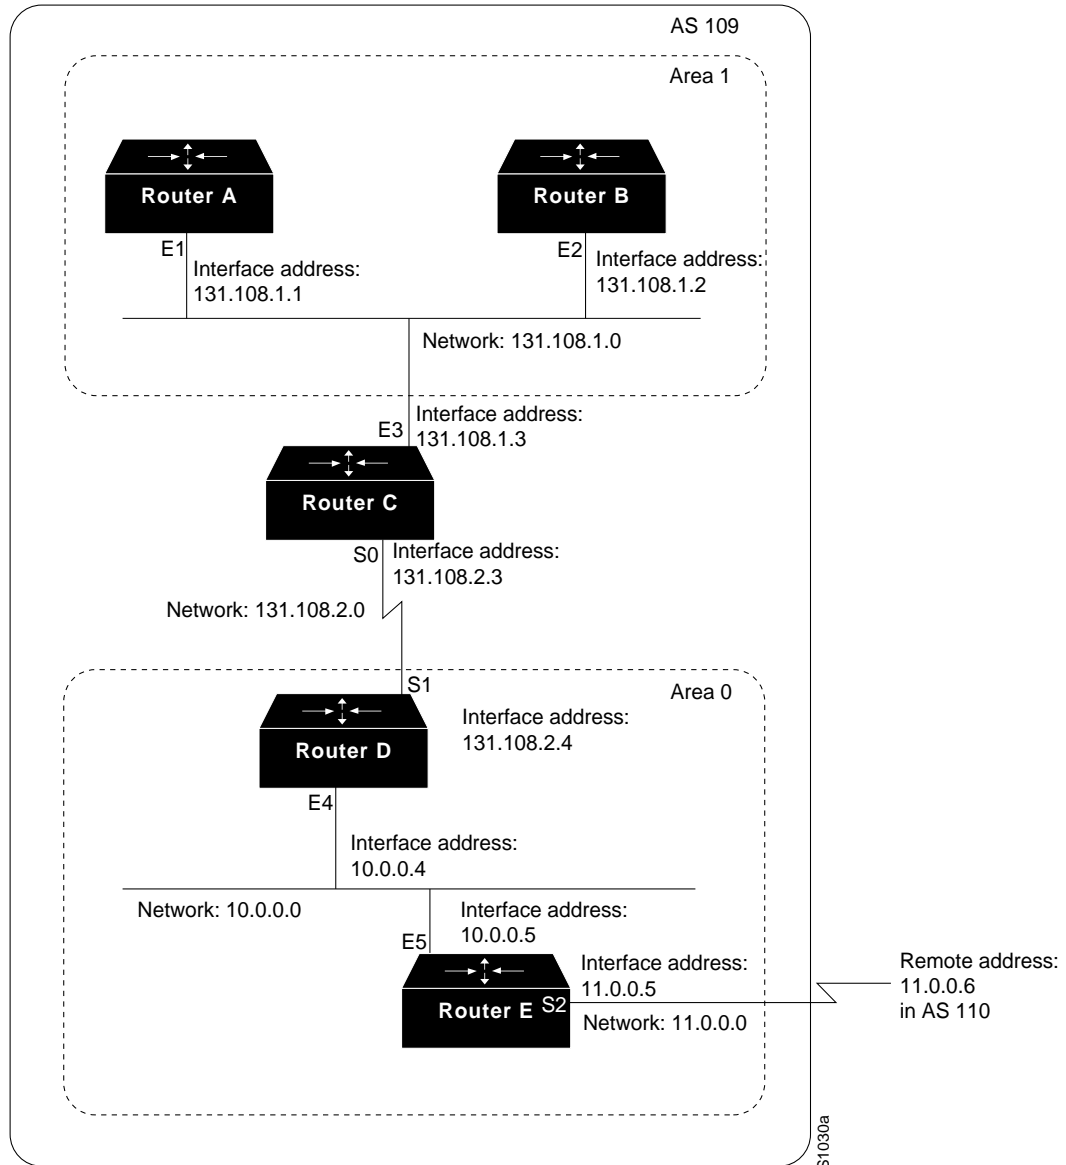 AS 109
Area 1
Router A
Router B
E1
Interface address:
131.108.1.1
E2
Interface address:
131.108.1.2
Network: 131.108.1.0
E3
Interface address:
131.108.1.3
Router C
S0
Interface address:
131.108.2.3
Network: 131.108.2.0
Area 0
S1
Interface address:
131.108.2.4
Router D
E4
Interface address:
10.0.0.4
Network: 10.0.0.0
Interface address:
10.0.0.5
E5
Router E
S2
Interface address:
11.0.0.5
Network: 11.0.0.0
Remote address:
11.0.0.6
in AS 110
S1030a